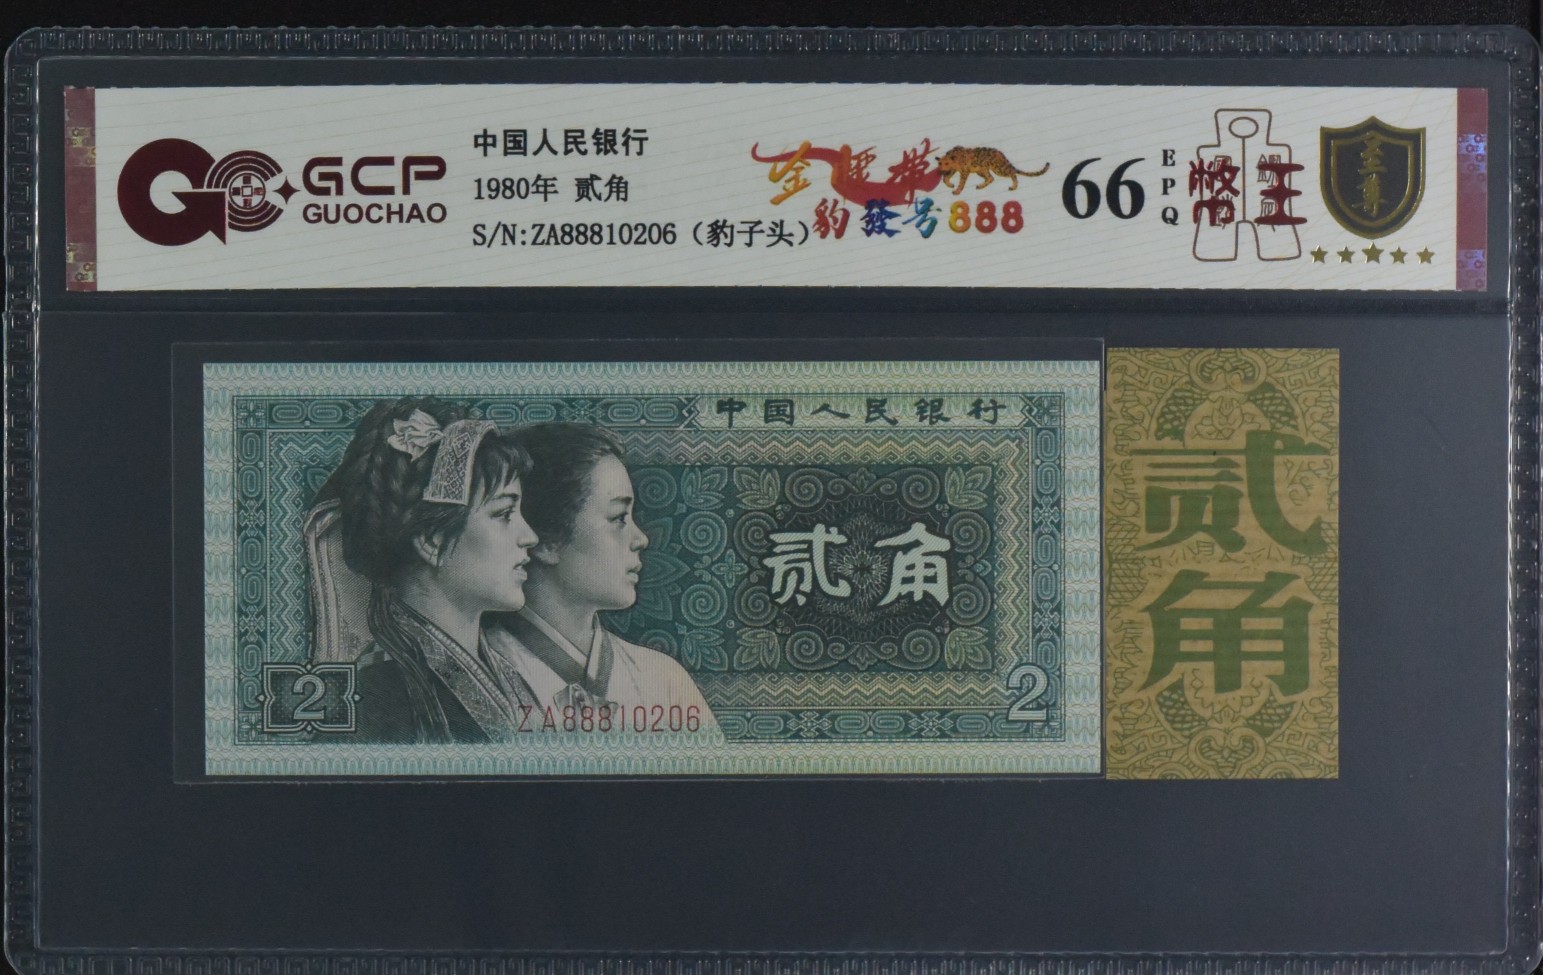 GCP
GUOCHAO
中国人民银行
1980年 贰角
S/N:ZA88810206（豹子头）
金腰带
豹發号888
66
EPQ
至尊
中国人民银行
贰角
2
2
ZA88810206
贰角